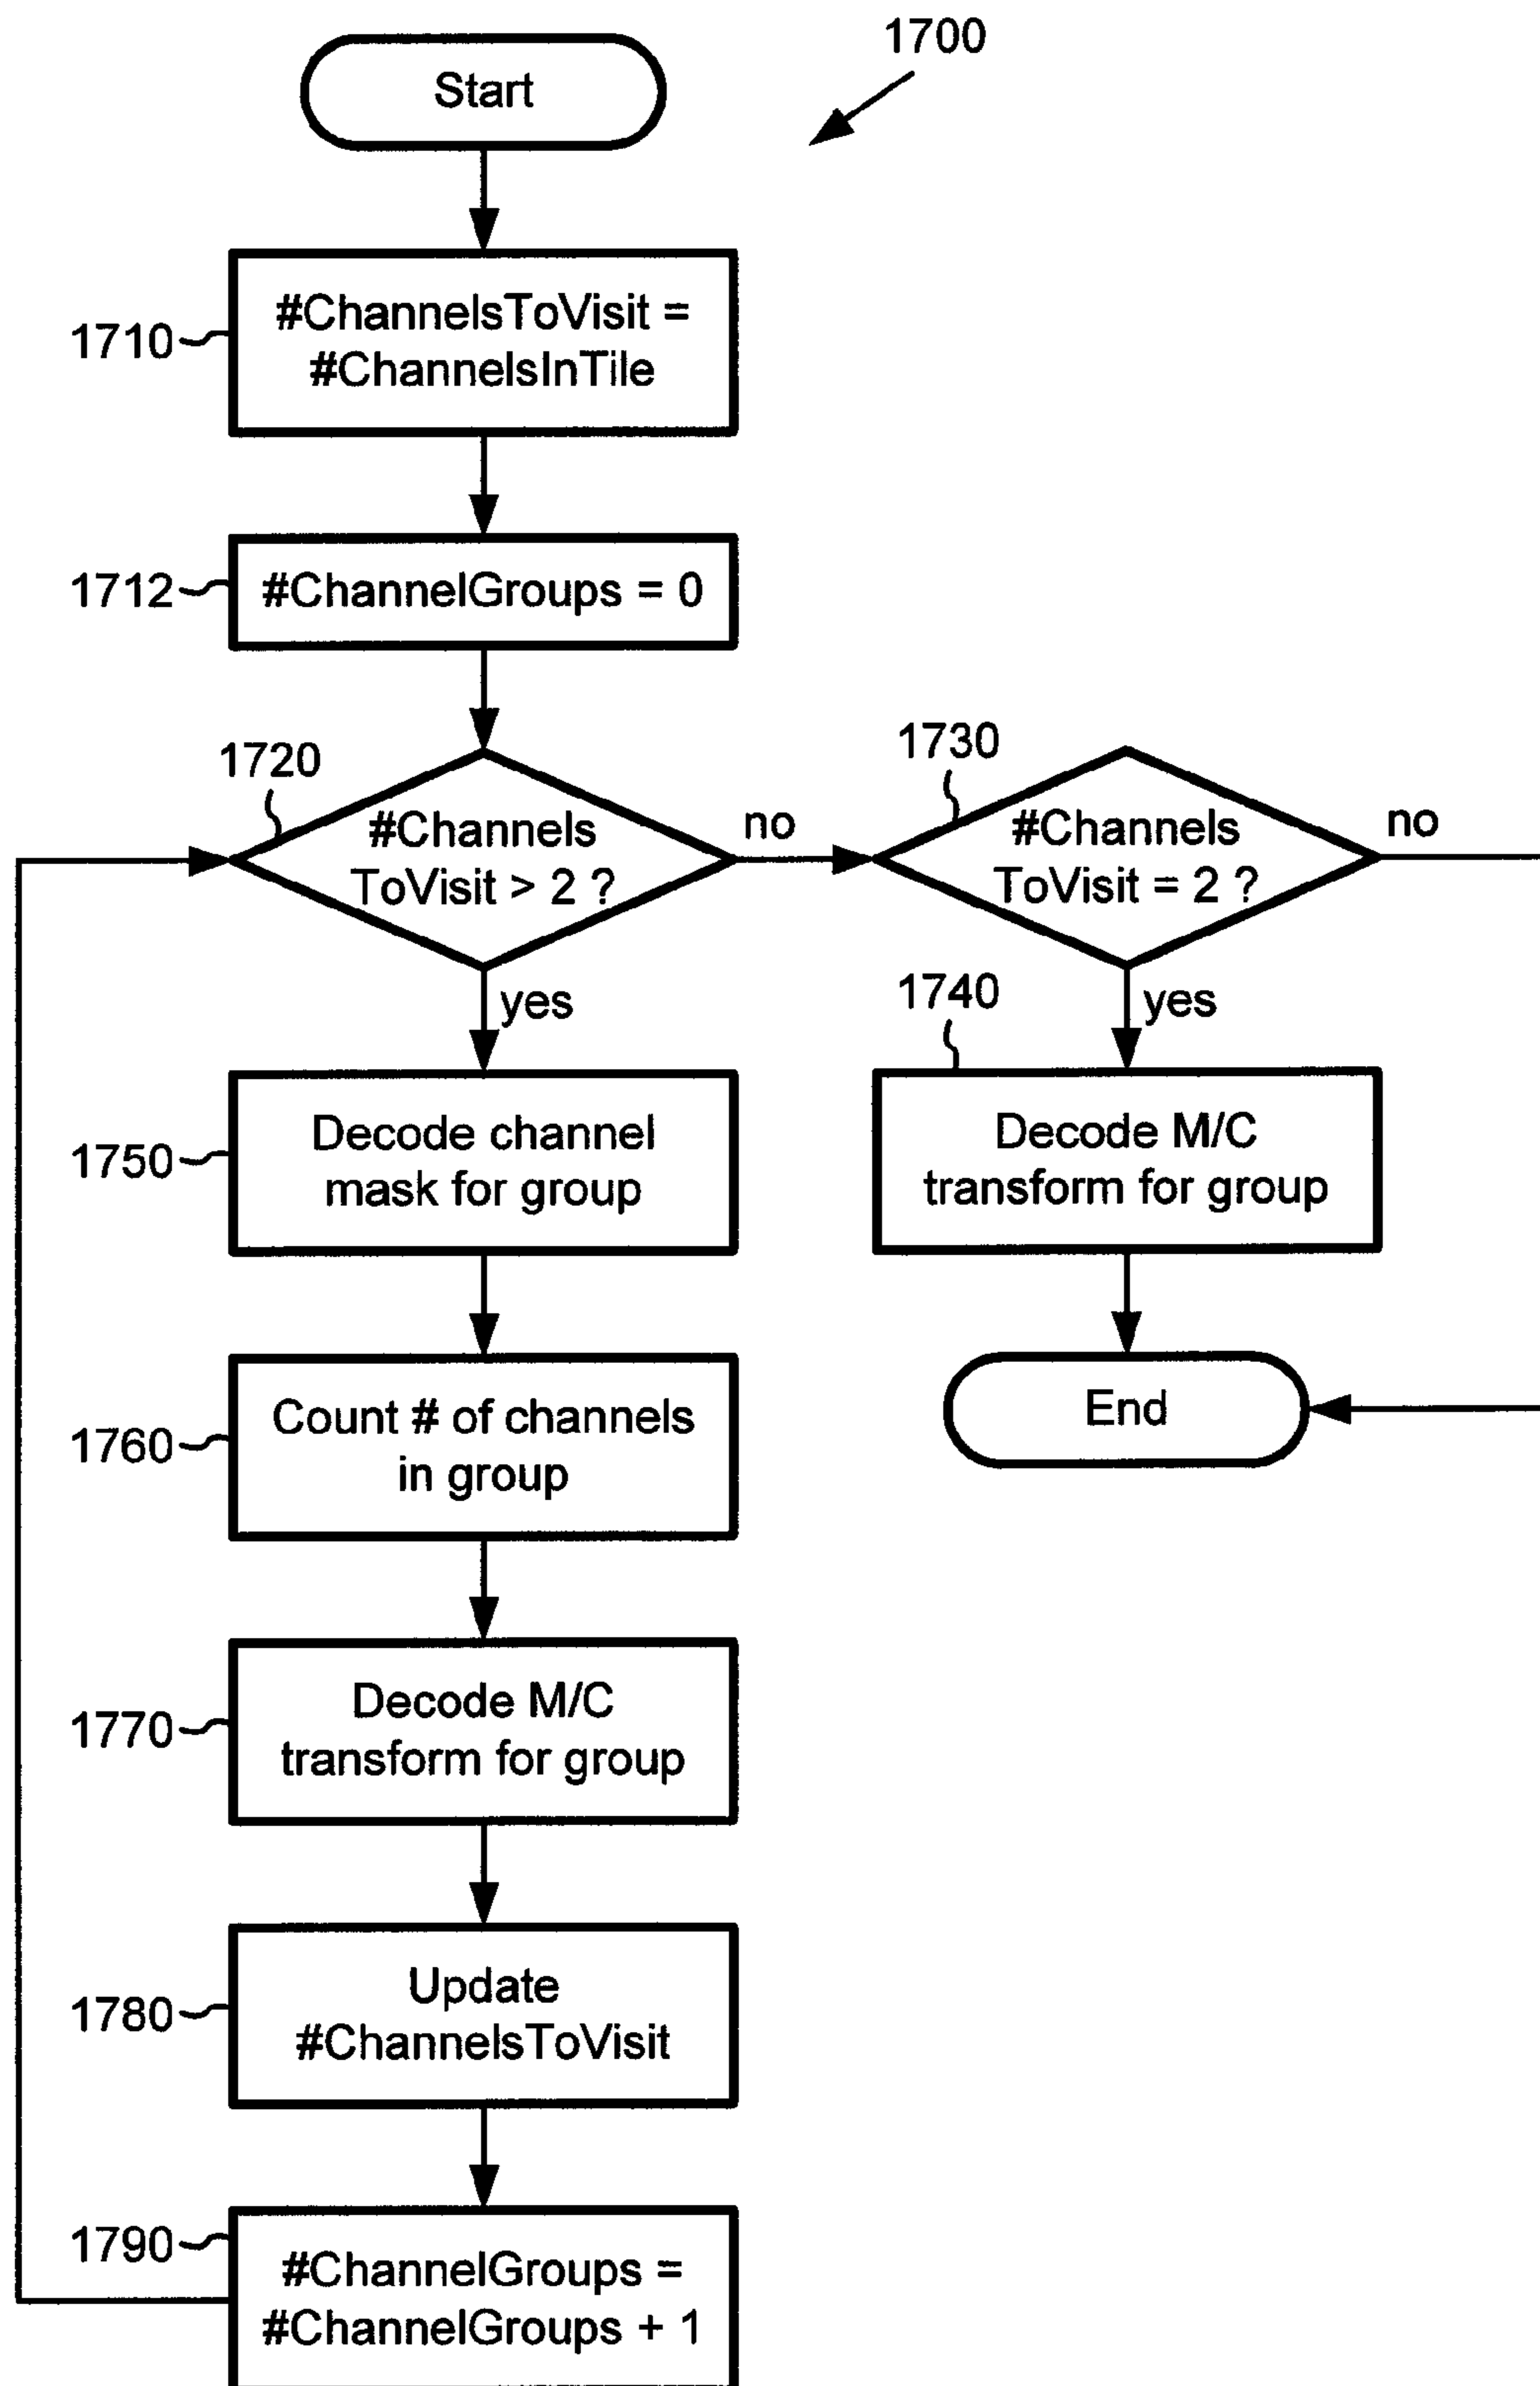 1700
Start
1710
#ChannelsToVisit =
#ChannelsInTile
1712
#ChannelGroups = 0
1720
#Channels
ToVisit > 2 ?
no
yes
1730
#Channels
ToVisit = 2 ?
no
yes
1740
Decode M/C
transform for group
End
1750
Decode channel
mask for group
1760
Count # of channels
in group
1770
Decode M/C
transform for group
1780
Update
#ChannelsToVisit
1790
#ChannelGroups =
#ChannelGroups + 1